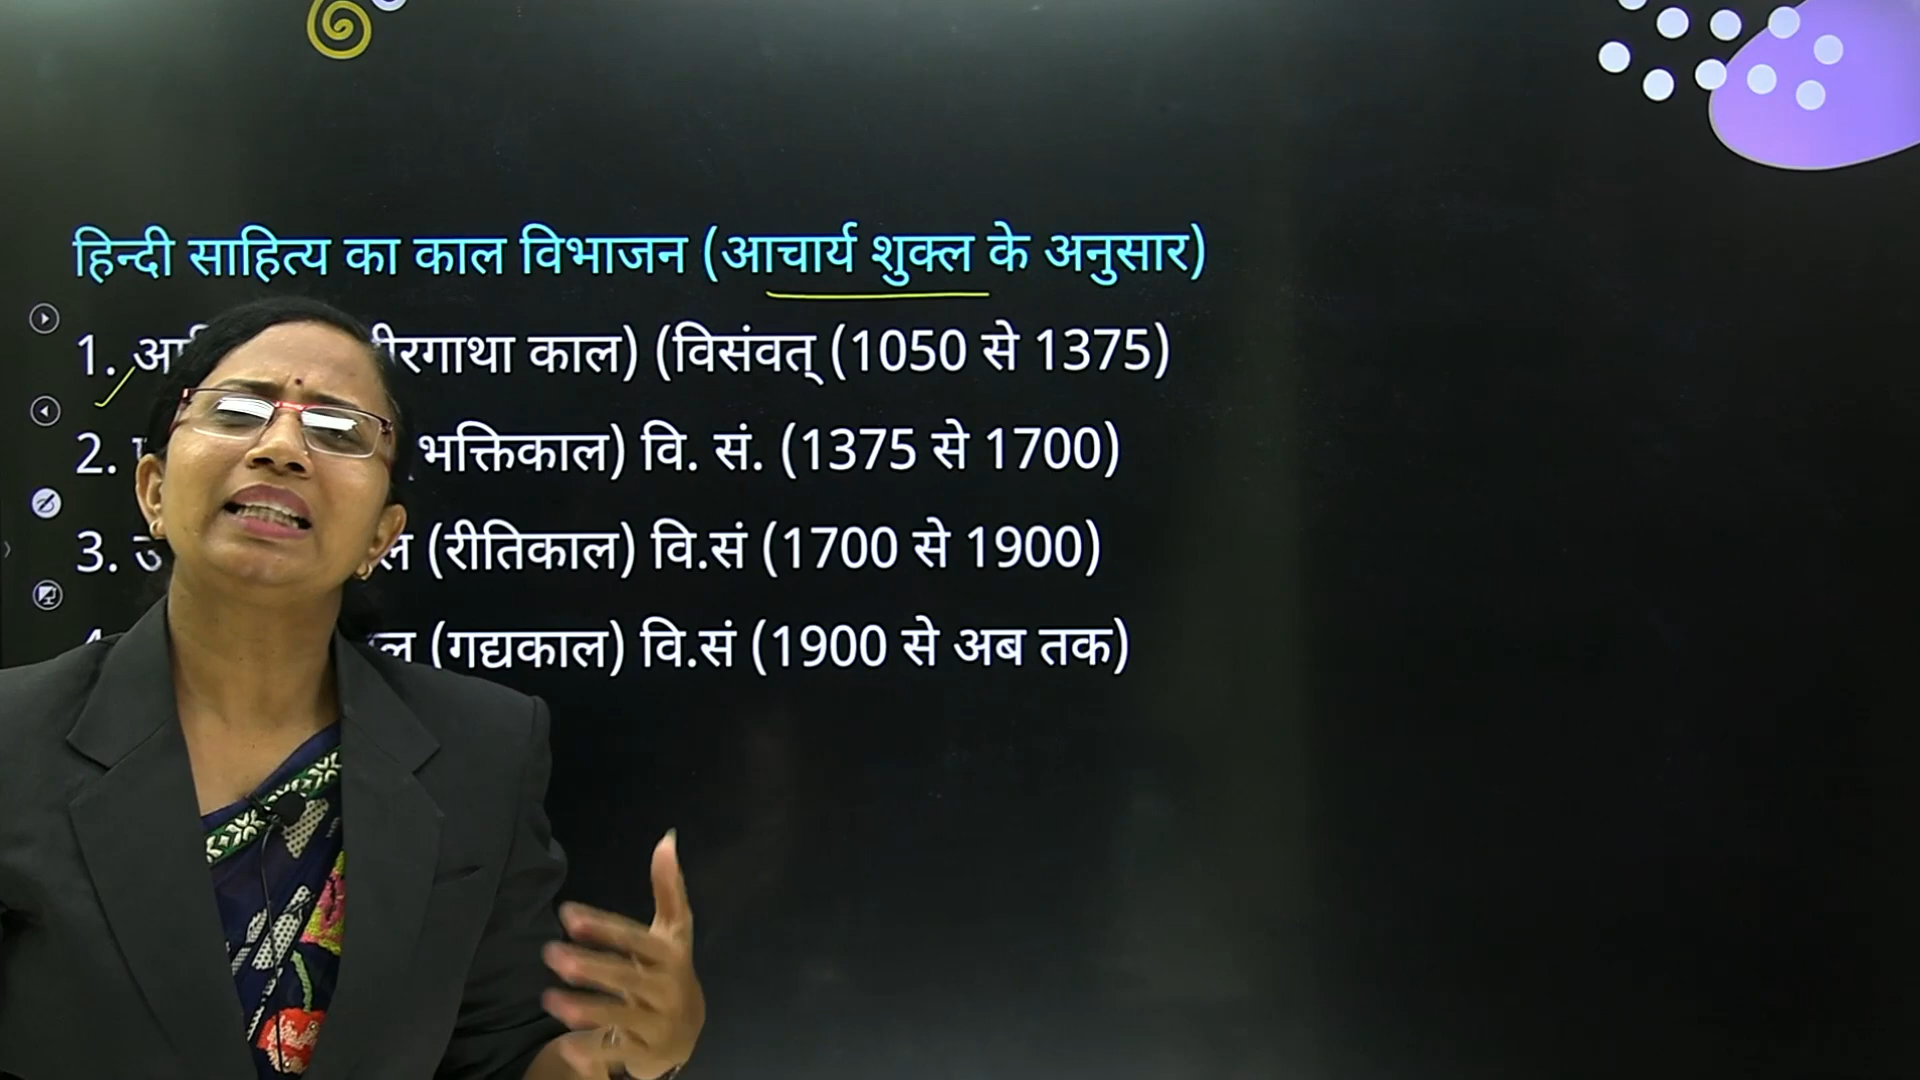 हिन्दी साहित्य का काल विभाजन (आचार्य शुक्ल के अनुसार)
1. काल) (विसंवत् (1050 से 1375)
2. भक्तिकाल) वि. सं. (1375 से 1700)
3. (रीतिकाल) वि.सं (1700 से 1900)
(गद्यकाल) वि.सं (1900 से अब तक)